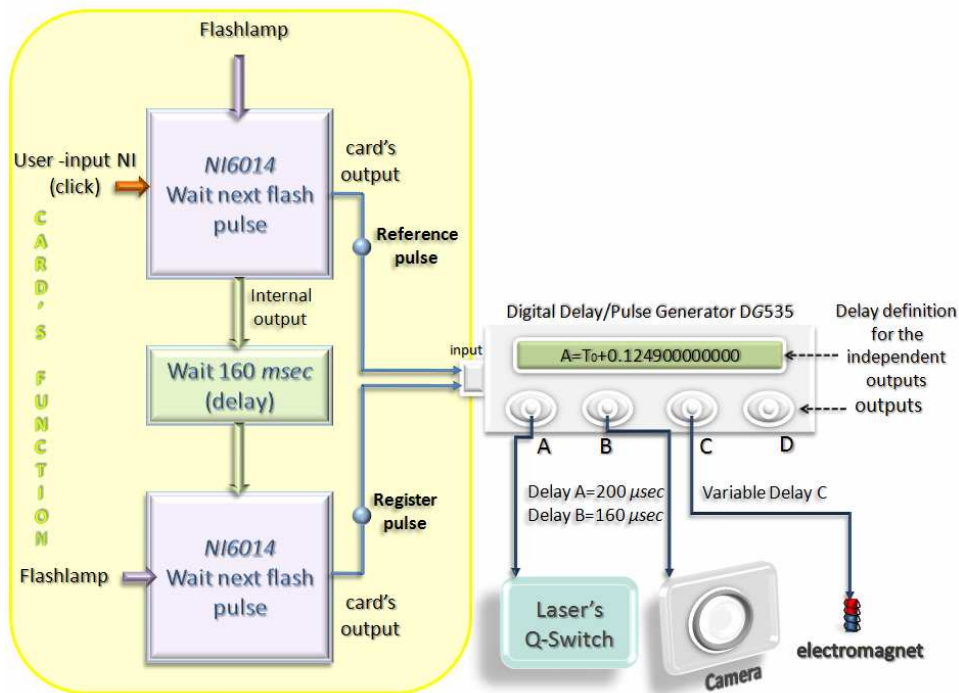 Flashlamp
User -input NI
(click)
NI6014
Wait next flash
pulse
card's
output
Reference
pulse
CARD'S FUNCTION
Internal
output
Wait 160 msec
(delay)
Register
pulse
Flashlamp
NI6014
Wait next flash
pulse
card's
output
Digital Delay/Pulse Generator DG535
input
A=T₀+0.124900000000
Delay definition
for the
independent
outputs
outputs
A
B
C
D
Delay A=200 μsec
Delay B=160 μsec
Variable Delay C
Laser's
Q-Switch
Camera
electromagnet